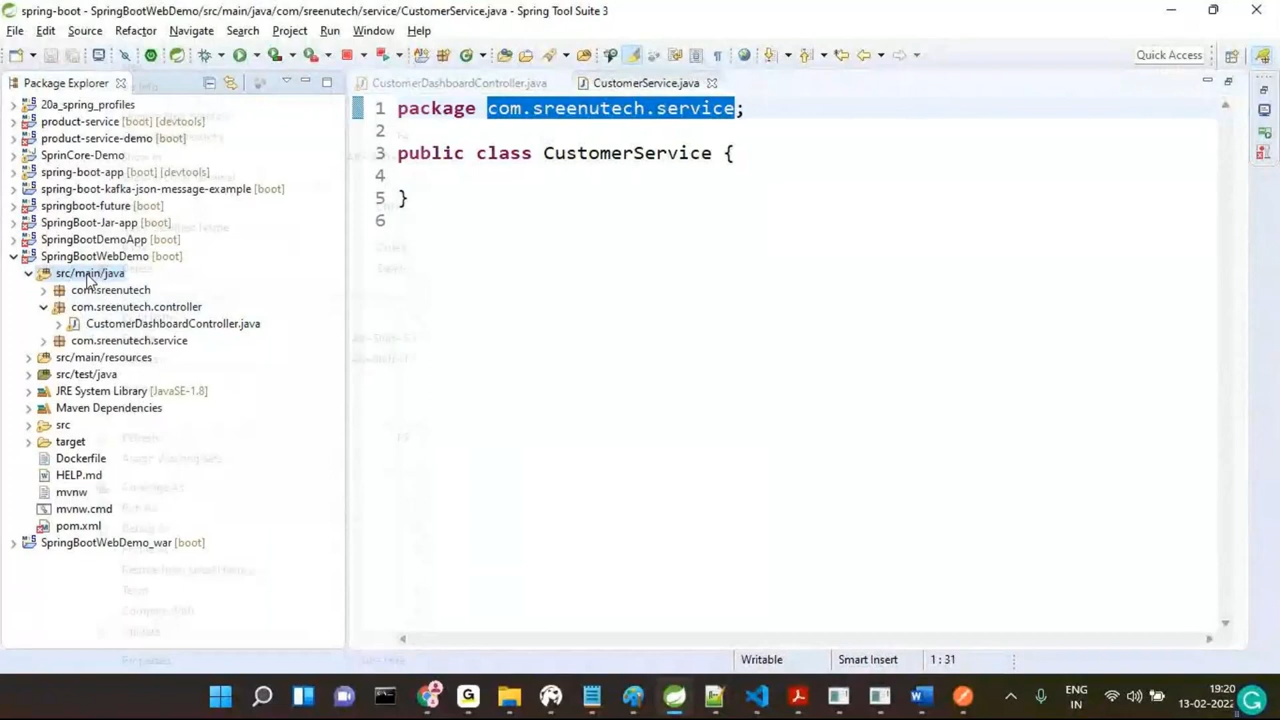 spring-boot - SpringBootWebDemo/src/main/java/com/sreenutech/service/CustomerService.java - Spring Tool Suite 3
File Edit Source Refactor Navigate Search Project Run Window Help
Quick Access
Package Explorer
CustomerDashboardController.java
CustomerService.java
20a_spring_profiles
product-service [boot] [devtools]
product-service-demo [boot]
SprinCore-Demo
spring-boot-app [boot] [devtools]
spring-boot-kafka-json-message-example [boot]
springboot-future [boot]
SpringBoot-Jar-app [boot]
SpringBootDemoApp [boot]
SpringBootWebDemo [boot]
src/main/java
com.sreenutech
com.sreenutech.controller
CustomerDashboardController.java
com.sreenutech.service
src/main/resources
src/test/java
JRE System Library [JavaSE-1.8]
Maven Dependencies
src
target
Dockerfile
HELP.md
mvnw
mvnw.cmd
pom.xml
SpringBootWebDemo_war [boot]
1 package com.sreenutech.service;
2
3 public class CustomerService {
4
5 }
6
Writable Smart Insert 1 : 31
ENG
IN
19:20
13-02-2022